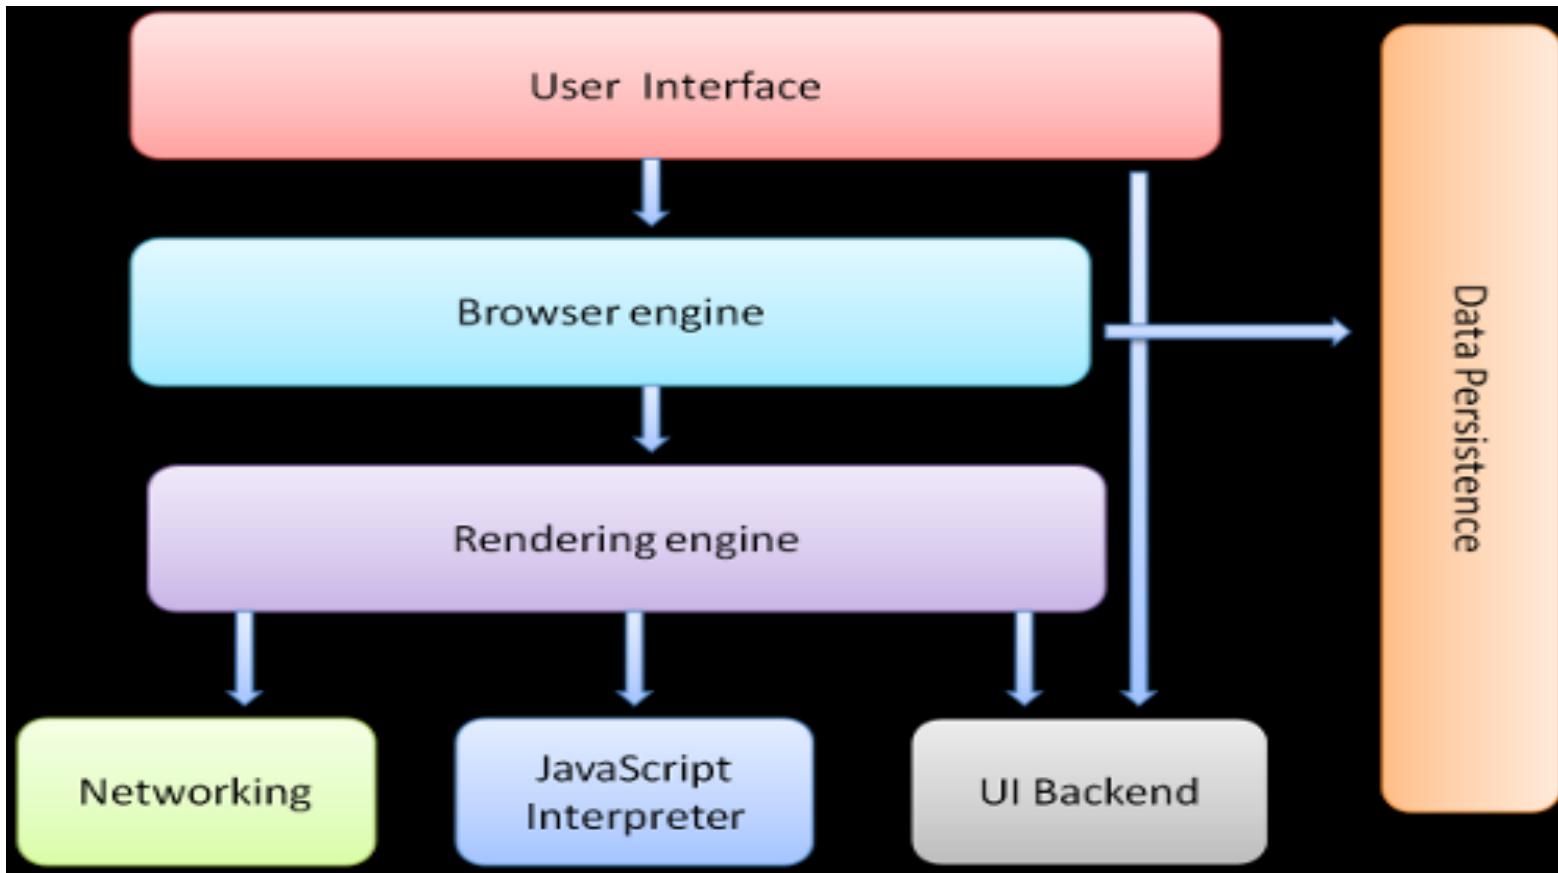 User Interface
Browser engine
Data Persistence
Rendering engine
Networking
JavaScript
Interpreter
UI Backend